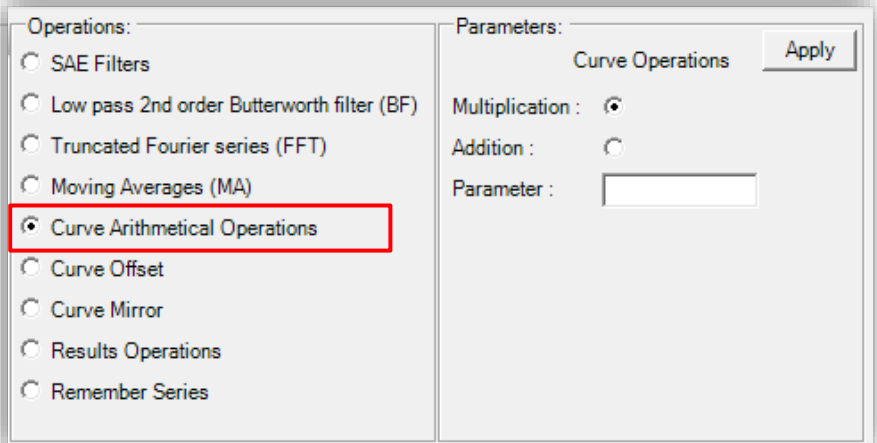 Operations:
SAE Filters
Low pass 2nd order Butterworth filter (BF)
Truncated Fourier series (FFT)
Moving Averages (MA)
Curve Arithmetical Operations
Curve Offset
Curve Mirror
Results Operations
Remember Series
Parameters:
Curve Operations
Apply
Multiplication :
Addition :
Parameter :